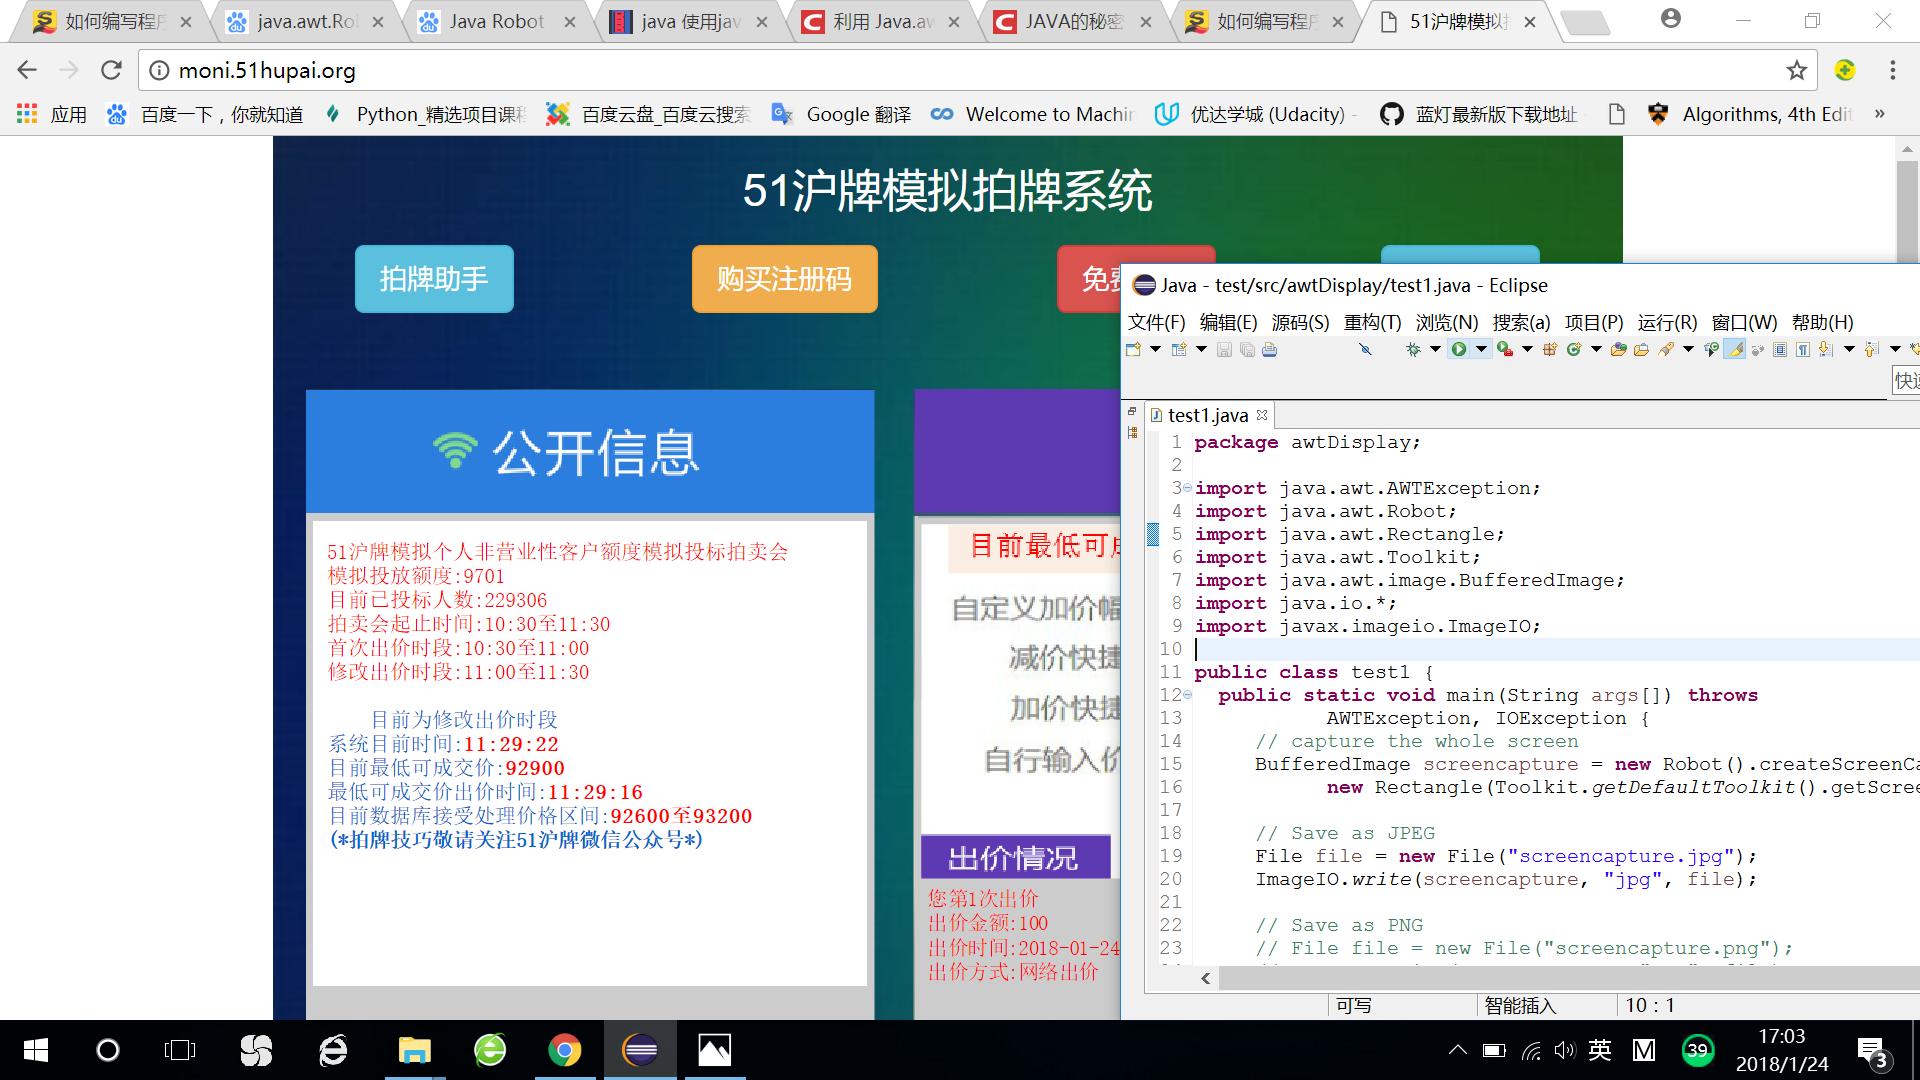 如何编写程序
java.awt.Ro
Java Robot
java 使用jav
利用 Java.aw
JAVA的秘密
如何编写程序
51沪牌模拟
moni.51hupai.org
应用
百度一下，你就知道
Python_精选项目课程
百度云盘_百度云搜索
Google 翻译
Welcome to Machin
优达学城 (Udacity) -
蓝灯最新版下载地址
Algorithms, 4th Edit
»
51沪牌模拟拍牌系统
拍牌助手
购买注册码
免费
公开信息
51沪牌模拟个人非营业性客户额度模拟投标拍卖会
模拟投放额度:9701
目前已投标人数:229306
拍卖会起止时间:10:30至11:30
首次出价时段:10:30至11:00
修改出价时段:11:00至11:30
目前为修改出价时段
系统目前时间:11:29:22
目前最低可成交价:92900
最低可成交价出价时间:11:29:16
目前数据库接受处理价格区间:92600至93200
(*拍牌技巧敬请关注51沪牌微信公众号*)
目前最低可成
自定义加价幅
减价快捷
加价快捷
自行输入价
出价情况
您第1次出价
出价金额:100
出价时间:2018-01-24
出价方式:网络出价
Java - test/src/awtDisplay/test1.java - Eclipse
文件(F) 编辑(E) 源码(S) 重构(T) 浏览(N) 搜索(a) 项目(P) 运行(R) 窗口(W) 帮助(H)
快速
test1.java
1 package awtDisplay;
2
3 import java.awt.AWTException;
4 import java.awt.Robot;
5 import java.awt.Rectangle;
6 import java.awt.Toolkit;
7 import java.awt.image.BufferedImage;
8 import java.io.*;
9 import javax.imageio.ImageIO;
10
11 public class test1 {
12 public static void main(String args[]) throws
13 AWTException, IOException {
14 // capture the whole screen
15 BufferedImage screencapture = new Robot().createScreenCa
16 new Rectangle(Toolkit.getDefaultToolkit().getScree
17
18 // Save as JPEG
19 File file = new File("screencapture.jpg");
20 ImageIO.write(screencapture, "jpg", file);
21
22 // Save as PNG
23 // File file = new File("screencapture.png");
可写
智能插入
10 : 1
英
M
39
17:03
2018/1/24
3